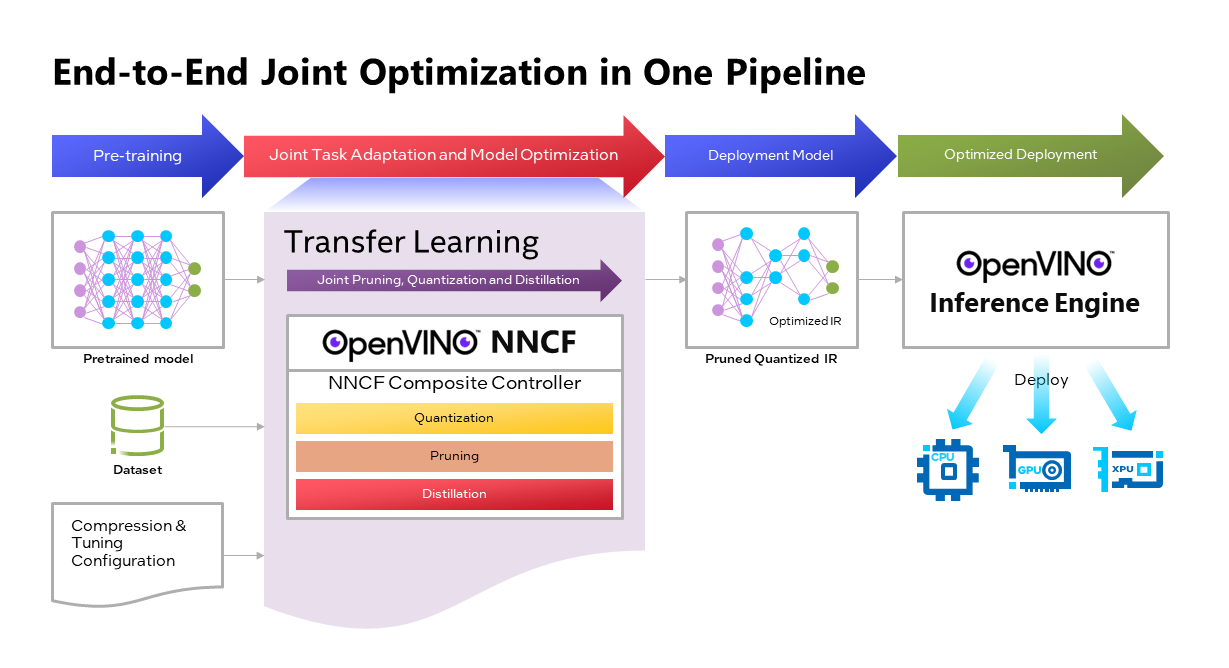 End-to-End Joint Optimization in One Pipeline
Pre-training
Joint Task Adaptation and Model Optimization
Deployment Model
Optimized Deployment
Transfer Learning
Joint Pruning, Quantization and Distillation
OpenVINO™ NNCF
NNCF Composite Controller
Quantization
Pruning
Distillation
Pretrained model
Dataset
Compression &
Tuning
Configuration
Optimized IR
Pruned Quantized IR
OpenVINO™
Inference Engine
Deploy
CPU
GPU
XPU